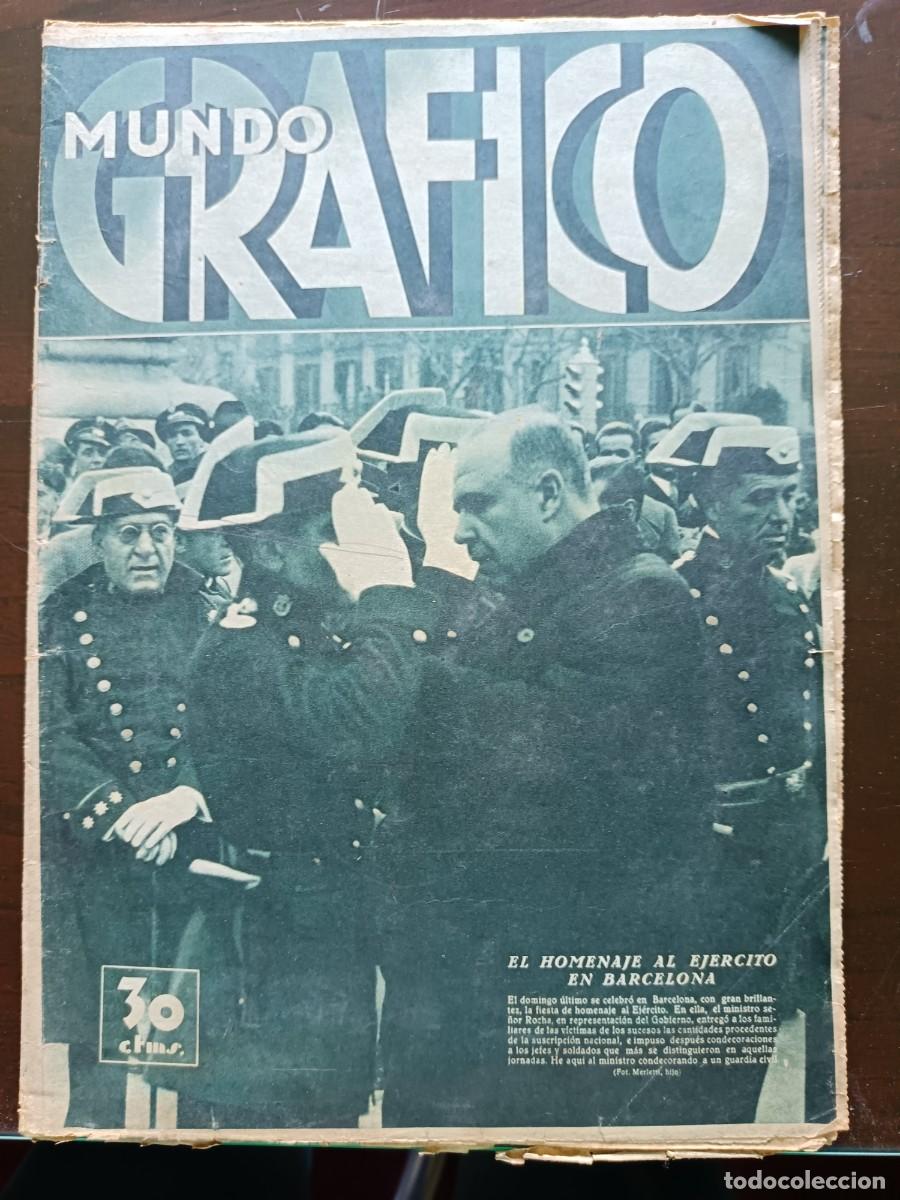 MUNDO
GRAFICO
EL HOMENAJE AL EJERCITO
EN BARCELONA
El domingo último se celebró en Barcelona, con gran brillan-
tez, la fiesta de homenaje al Ejército. En ella, el ministro se-
ñor Rocha, en representación del Gobierno, entregó a los fami-
liares de las víctimas de los sucesos las cantidades procedentes
de la suscripción nacional, e impuso después condecoraciones
a los jefes y soldados que más se distinguieron en aquellas
jornadas. He aquí al ministro condecorando a un guardia civil
(Fot. Merletti, hijo)
30
ctms.
todocoleccion.net